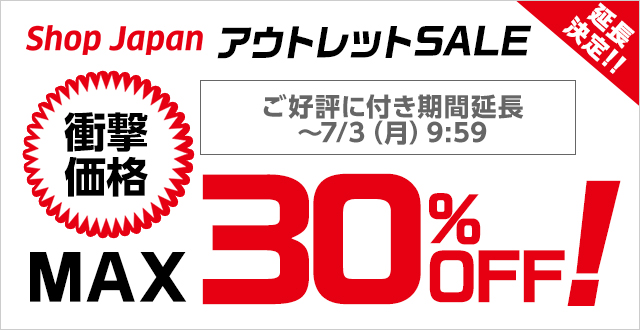 Shop Japan アウトレットSALE
延長
決定!!
衝撃
価格
ご好評に付き期間延長
～7/3（月）9:59
MAX 30%OFF!